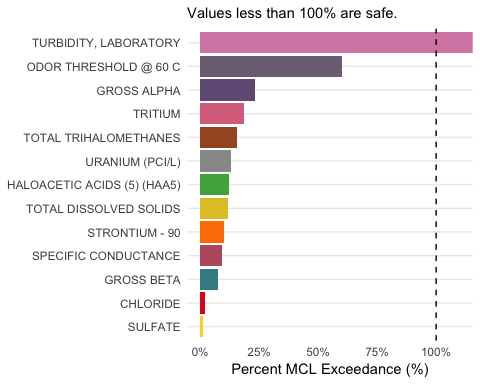 Values less than 100% are safe.
TURBIDITY, LABORATORY
ODOR THRESHOLD @ 60 C
GROSS ALPHA
TRITIUM
TOTAL TRIHALOMETHANES
URANIUM (PCI/L)
HALOACETIC ACIDS (5) (HAA5)
TOTAL DISSOLVED SOLIDS
STRONTIUM - 90
SPECIFIC CONDUCTANCE
GROSS BETA
CHLORIDE
SULFATE
0% 25% 50% 75% 100%
Percent MCL Exceedance (%)